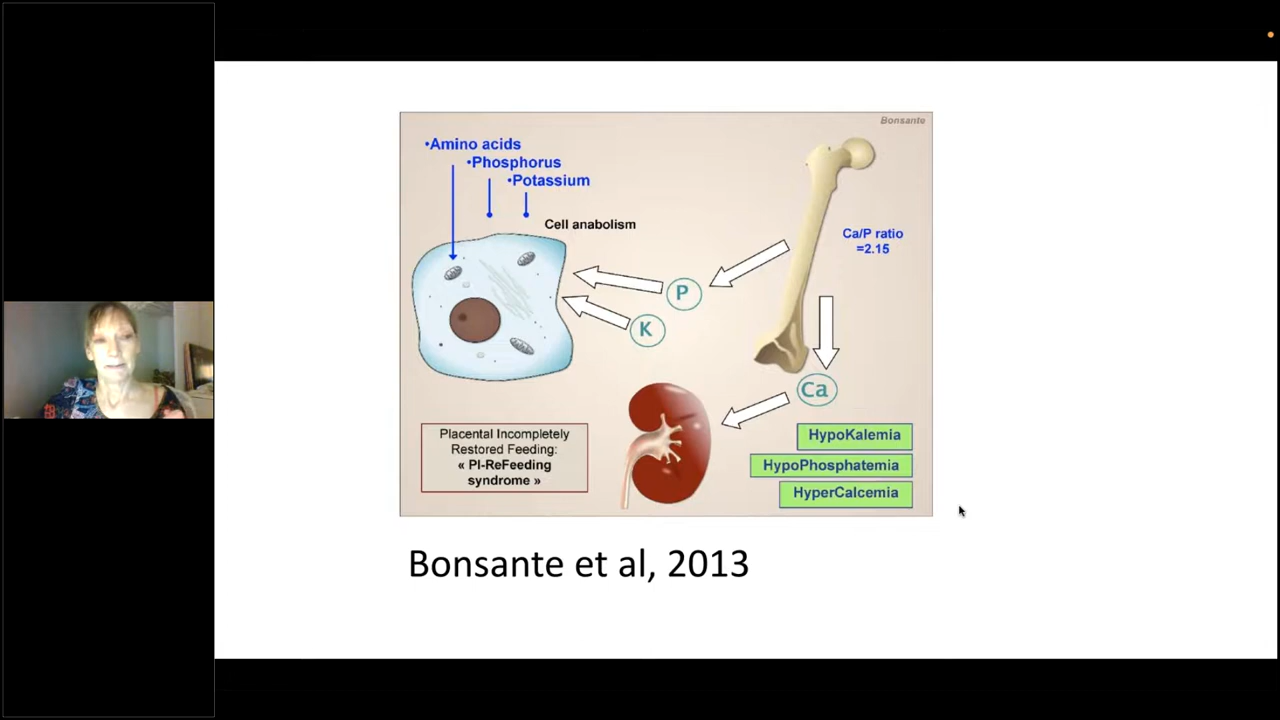 Bonsante
•Amino acids
•Phosphorus
•Potassium
Cell anabolism
Ca/P ratio
=2.15
P
K
Ca
Placental Incompletely
Restored Feeding:
« PI-ReFeeding
syndrome »
HypoKalemia
HypoPhosphatemia
HyperCalcemia
Bonsante et al, 2013